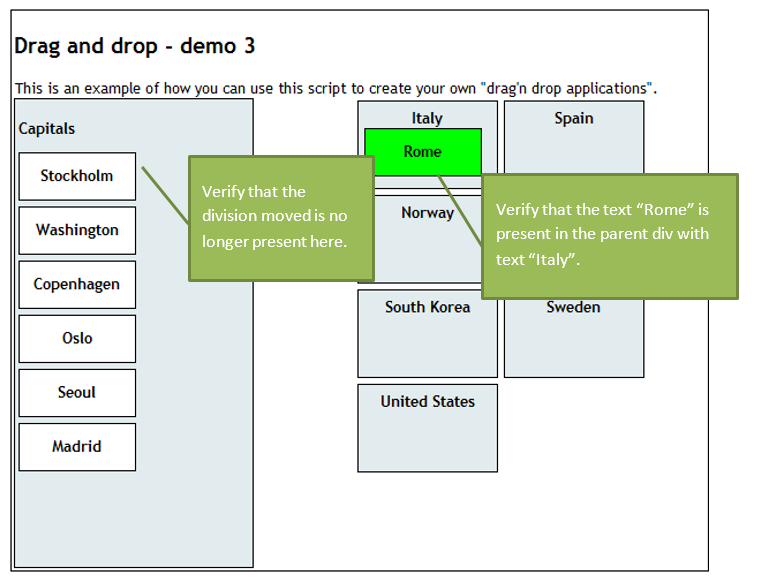 Drag and drop - demo 3
This is an example of how you can use this script to create your own "drag'n drop applications".
Capitals
Stockholm
Washington
Copenhagen
Oslo
Seoul
Madrid
Verify that the
division moved is no
longer present here.
Italy
Rome
Spain
Norway
Verify that the text “Rome” is
present in the parent div with
text “Italy”.
South Korea
Sweden
United States